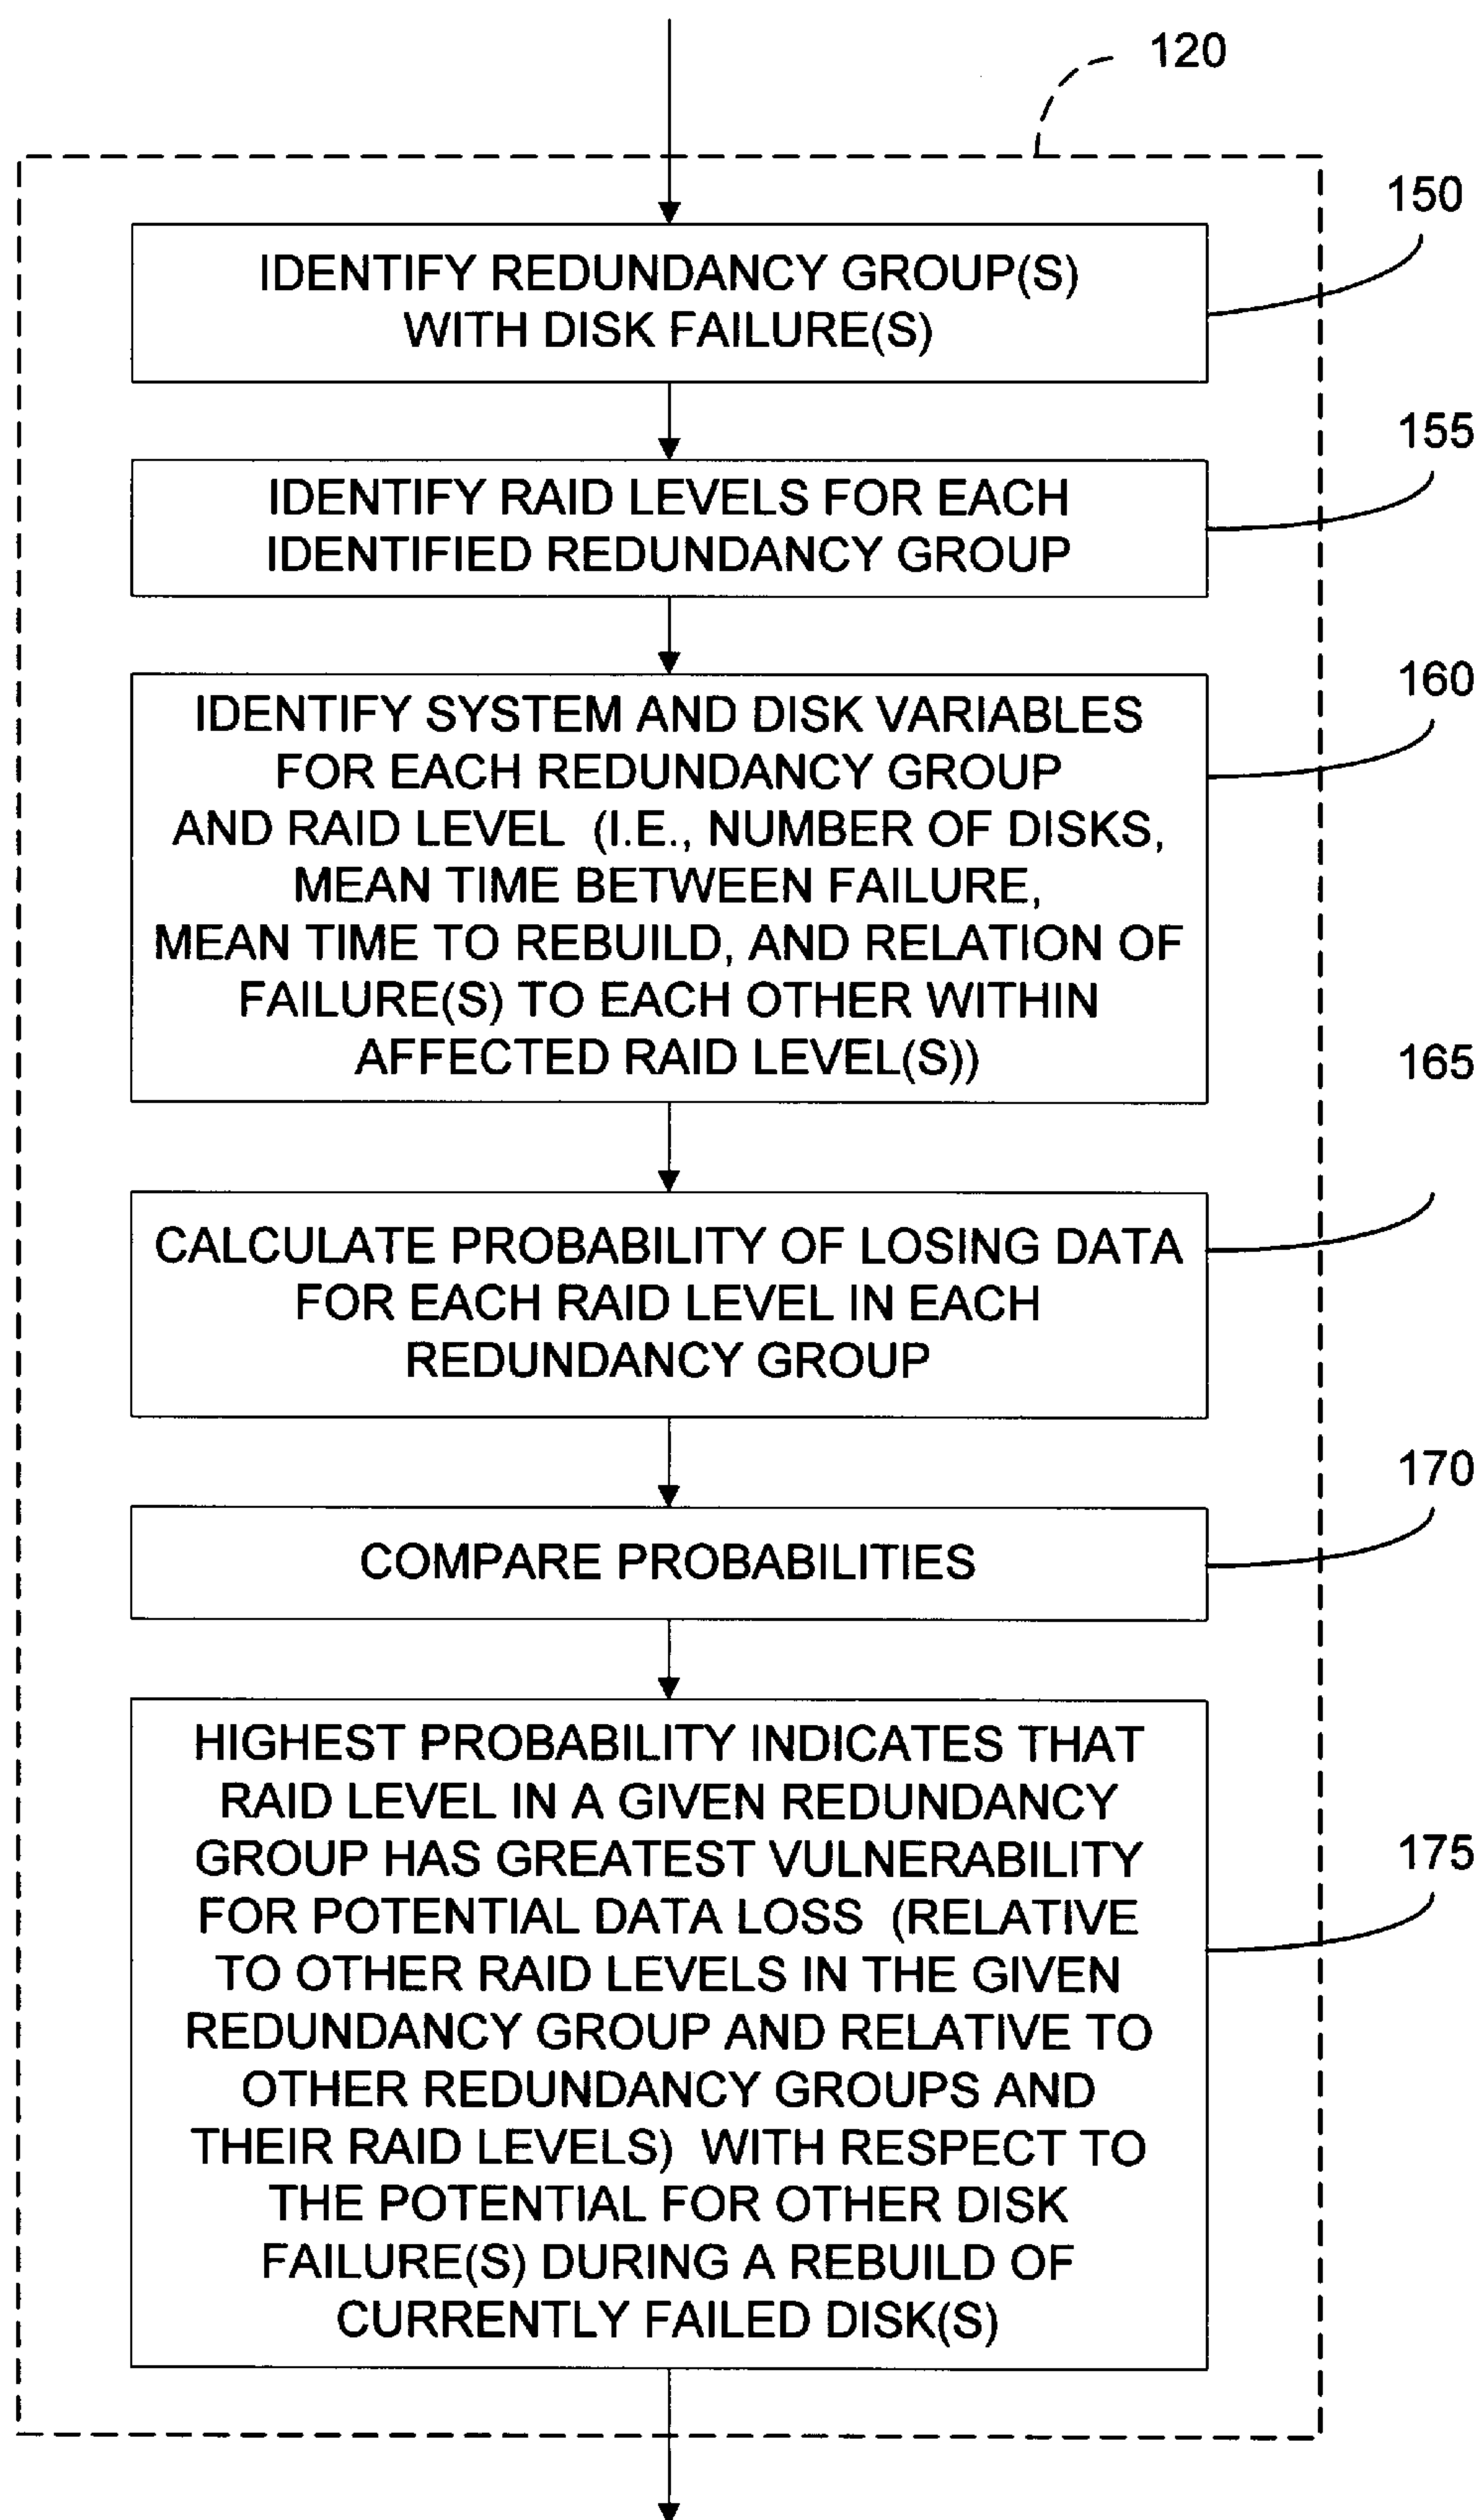 120
150
IDENTIFY REDUNDANCY GROUP(S)
WITH DISK FAILURE(S)
155
IDENTIFY RAID LEVELS FOR EACH
IDENTIFIED REDUNDANCY GROUP
160
IDENTIFY SYSTEM AND DISK VARIABLES
FOR EACH REDUNDANCY GROUP
AND RAID LEVEL (I.E., NUMBER OF DISKS,
MEAN TIME BETWEEN FAILURE,
MEAN TIME TO REBUILD, AND RELATION OF
FAILURE(S) TO EACH OTHER WITHIN
AFFECTED RAID LEVEL(S))
165
CALCULATE PROBABILITY OF LOSING DATA
FOR EACH RAID LEVEL IN EACH
REDUNDANCY GROUP
170
COMPARE PROBABILITIES
175
HIGHEST PROBABILITY INDICATES THAT
RAID LEVEL IN A GIVEN REDUNDANCY
GROUP HAS GREATEST VULNERABILITY
FOR POTENTIAL DATA LOSS (RELATIVE
TO OTHER RAID LEVELS IN THE GIVEN
REDUNDANCY GROUP AND RELATIVE TO
OTHER REDUNDANCY GROUPS AND
THEIR RAID LEVELS) WITH RESPECT TO
THE POTENTIAL FOR OTHER DISK
FAILURE(S) DURING A REBUILD OF
CURRENTLY FAILED DISK(S)